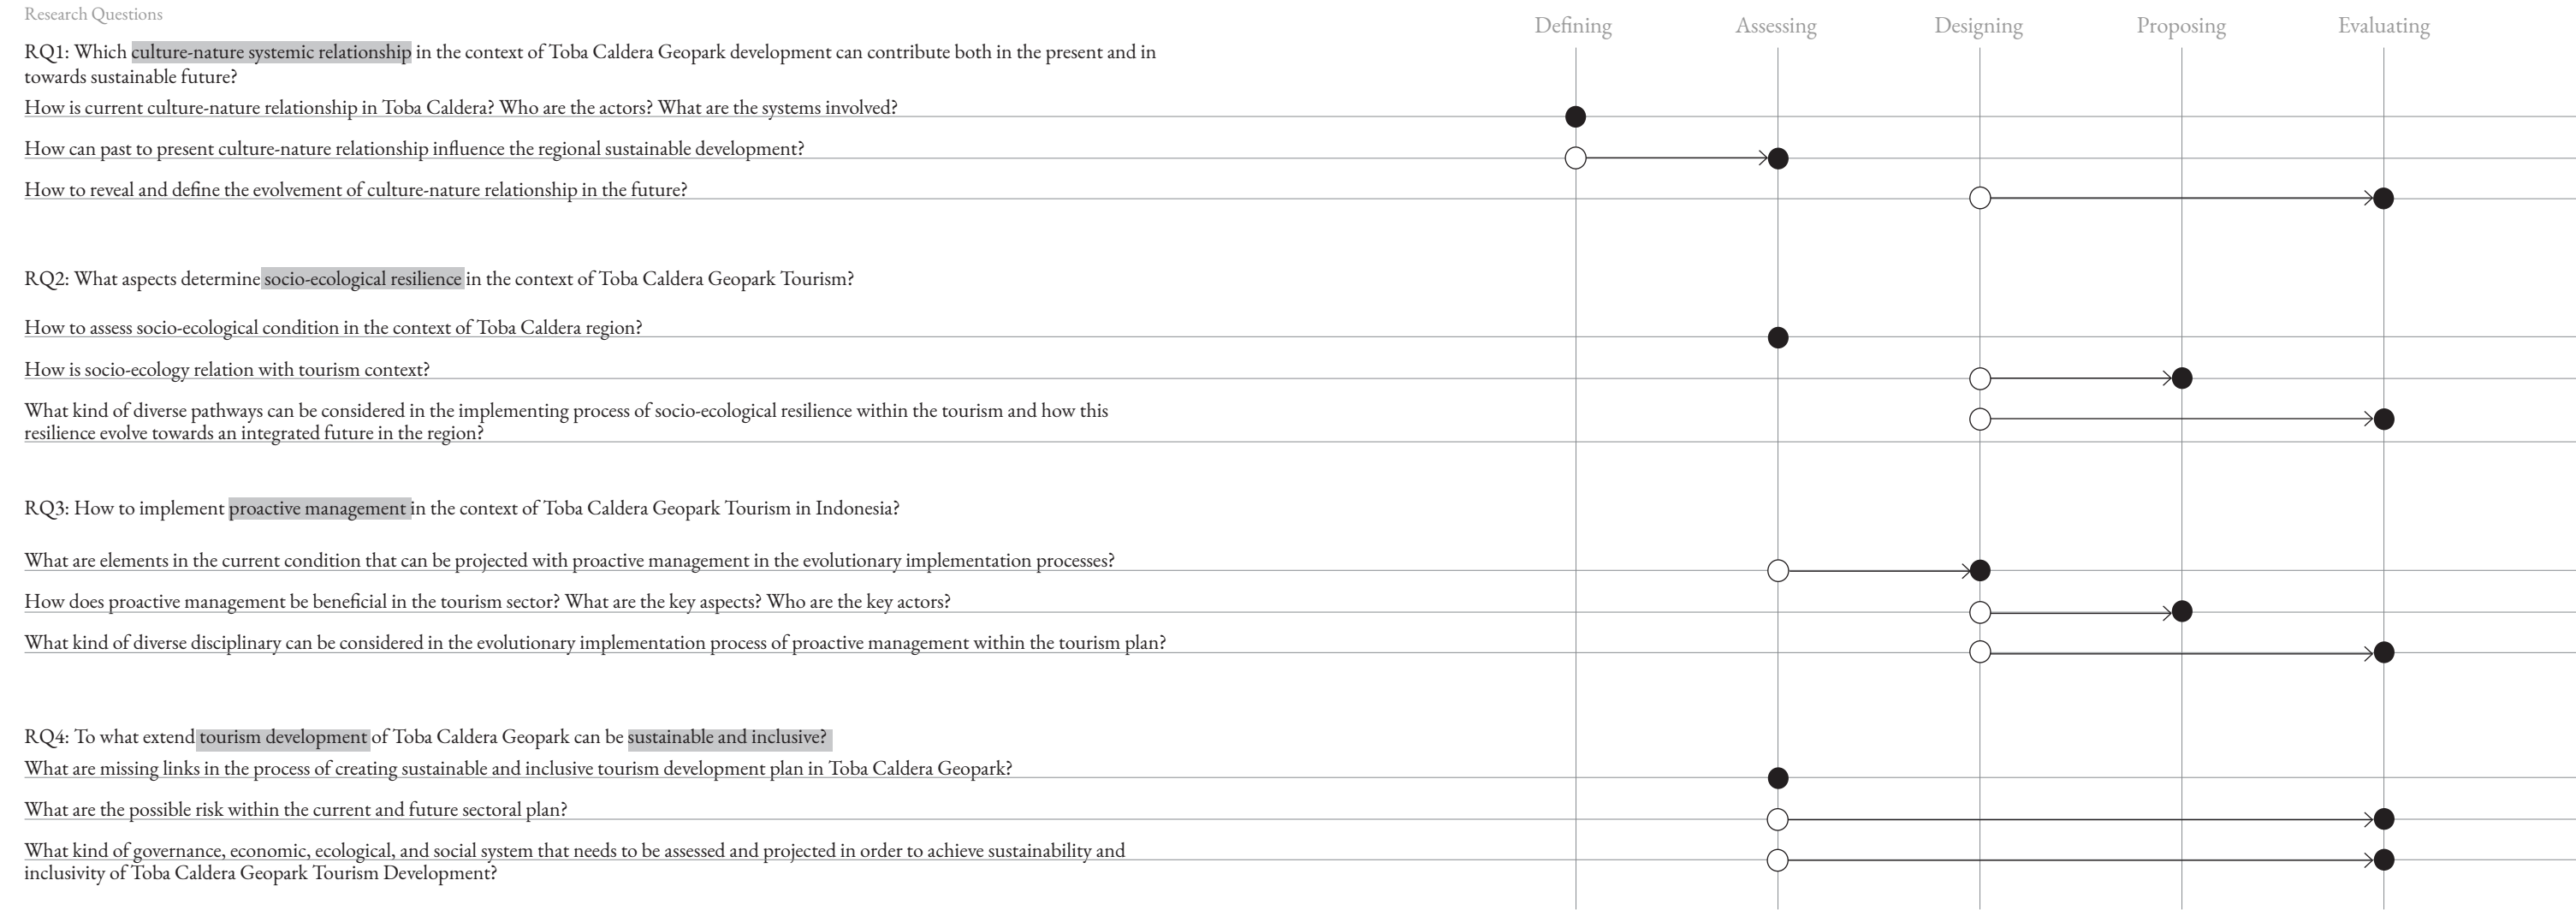 Research Questions
Defining
Assessing
Designing
Proposing
Evaluating
RQ1: Which culture-nature systemic relationship in the context of Toba Caldera Geopark development can contribute both in the present and in
towards sustainable future?
How is current culture-nature relationship in Toba Caldera? Who are the actors? What are the systems involved?
How can past to present culture-nature relationship influence the regional sustainable development?
How to reveal and define the evolvement of culture-nature relationship in the future?
RQ2: What aspects determine socio-ecological resilience in the context of Toba Caldera Geopark Tourism?
How to assess socio-ecological condition in the context of Toba Caldera region?
How is socio-ecology relation with tourism context?
What kind of diverse pathways can be considered in the implementing process of socio-ecological resilience within the tourism and how this
resilience evolve towards an integrated future in the region?
RQ3: How to implement proactive management in the context of Toba Caldera Geopark Tourism in Indonesia?
What are elements in the current condition that can be projected with proactive management in the evolutionary implementation processes?
How does proactive management be beneficial in the tourism sector? What are the key aspects? Who are the key actors?
What kind of diverse disciplinary can be considered in the evolutionary implementation process of proactive management within the tourism plan?
RQ4: To what extend tourism development of Toba Caldera Geopark can be sustainable and inclusive?
What are missing links in the process of creating sustainable and inclusive tourism development plan in Toba Caldera Geopark?
What are the possible risk within the current and future sectoral plan?
What kind of governance, economic, ecological, and social system that needs to be assessed and projected in order to achieve sustainability and
inclusivity of Toba Caldera Geopark Tourism Development?